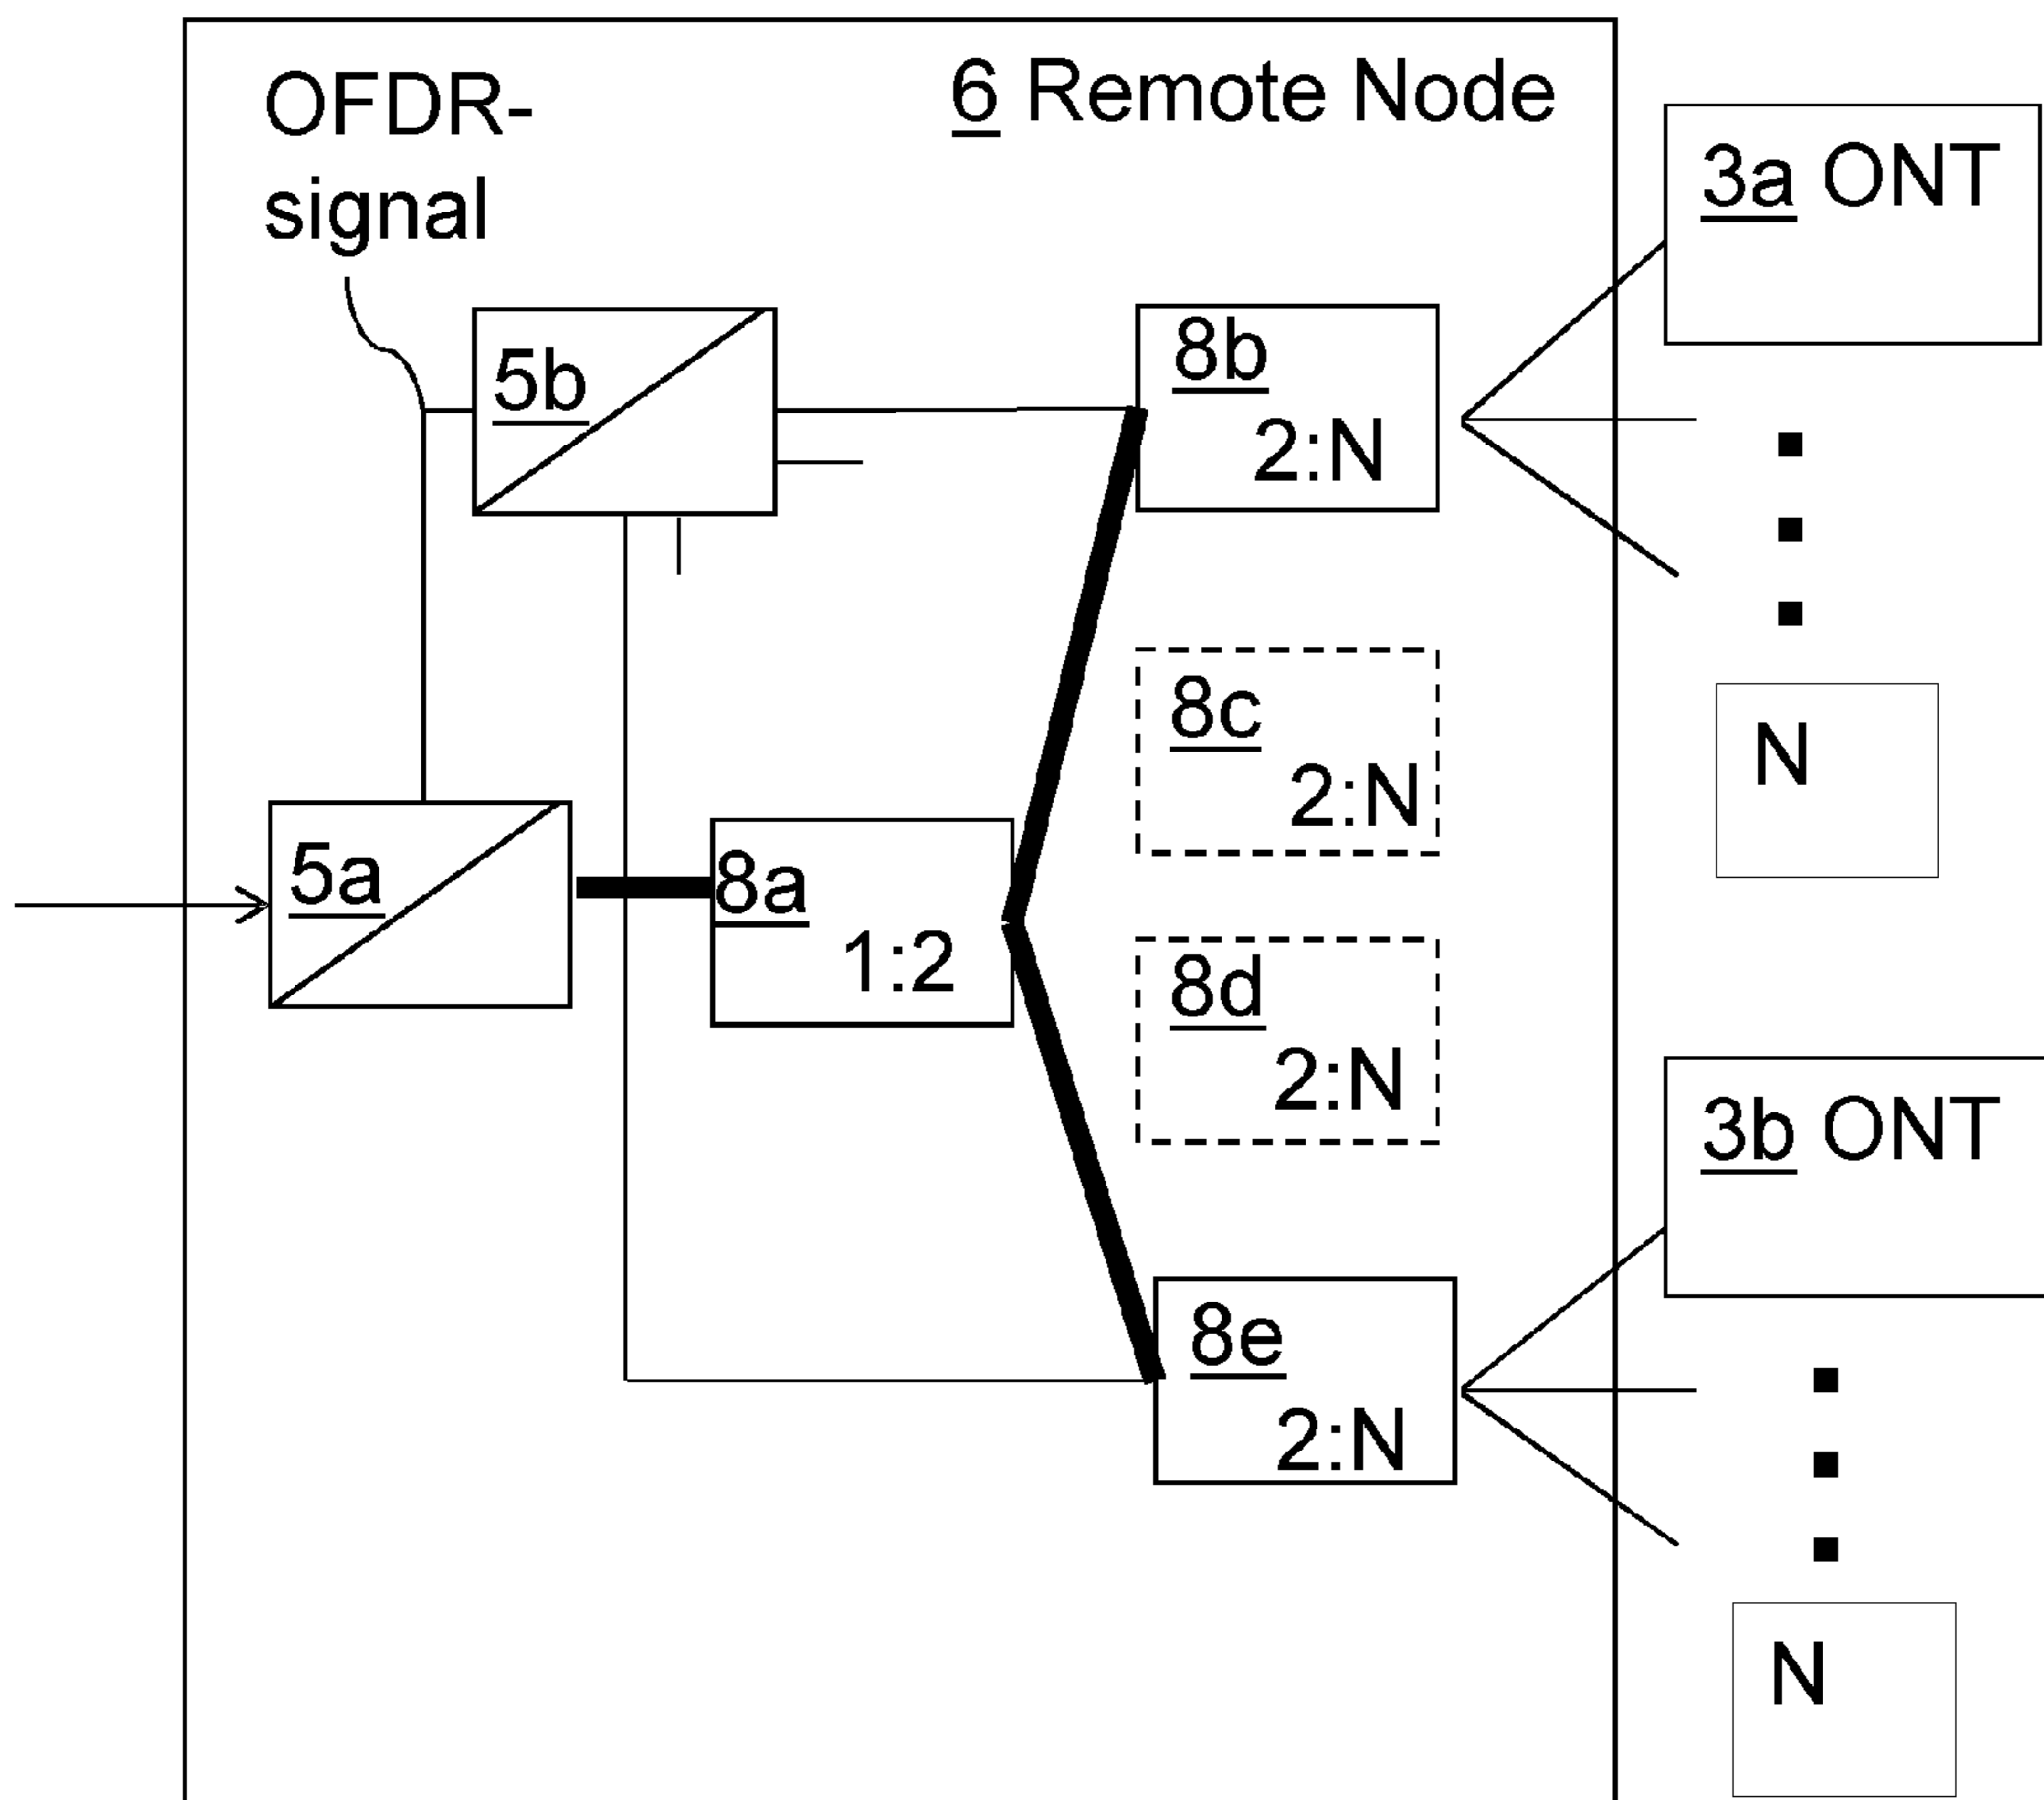 OFDR-
signal
6 Remote Node
3a ONT
5b
8b
2:N
8c
2:N
N
5a
8a
1:2
8d
2:N
3b ONT
8e
2:N
N